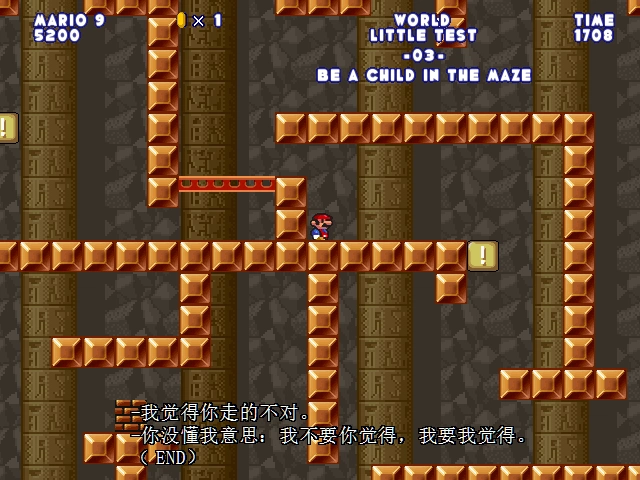 MARIO 9
5200
× 1
WORLD
LITTLE TEST
-03-
BE A CHILD IN THE MAZE
TIME
1708
!
!
-我觉得你走的不对。
-你没懂我意思：我不要你觉得，我要我觉得。
（END）